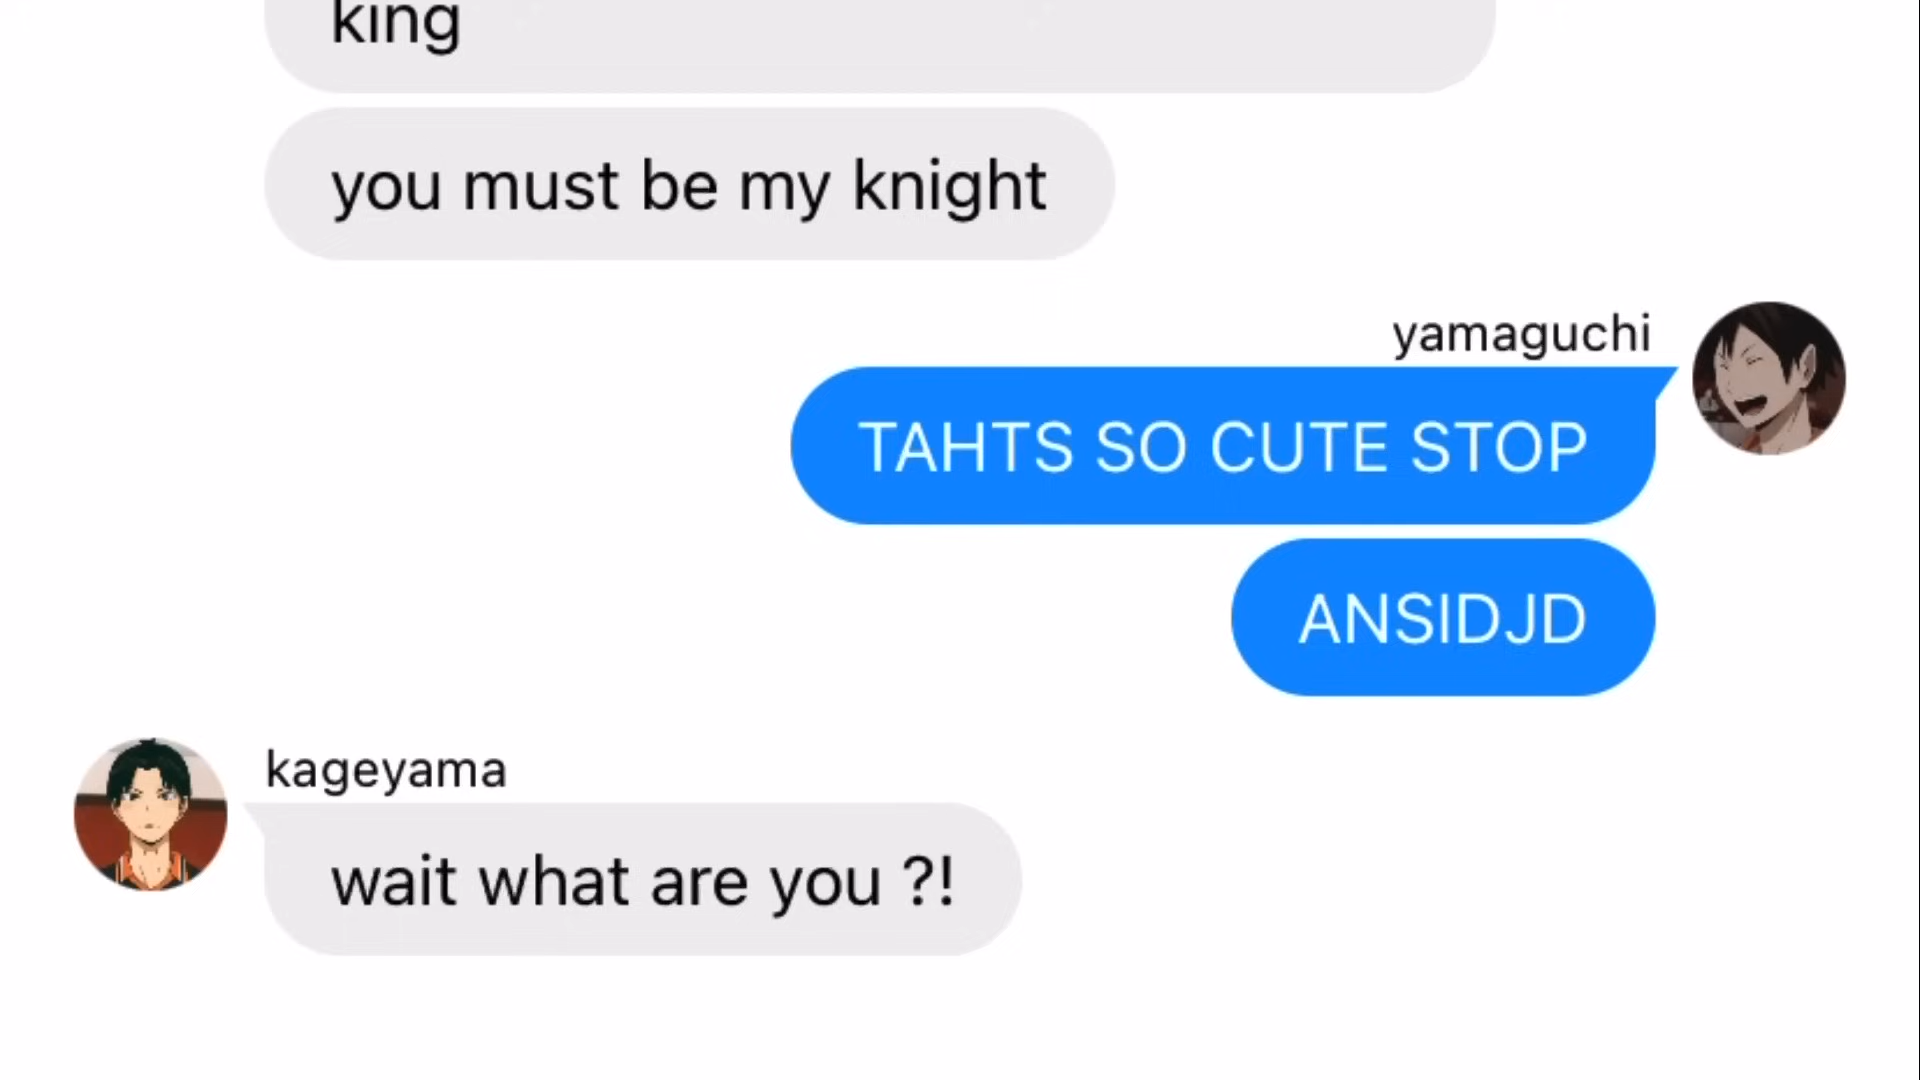 king
you must be my knight
yamaguchi
TAHTS SO CUTE STOP
ANSIDJD
kageyama
wait what are you ?!